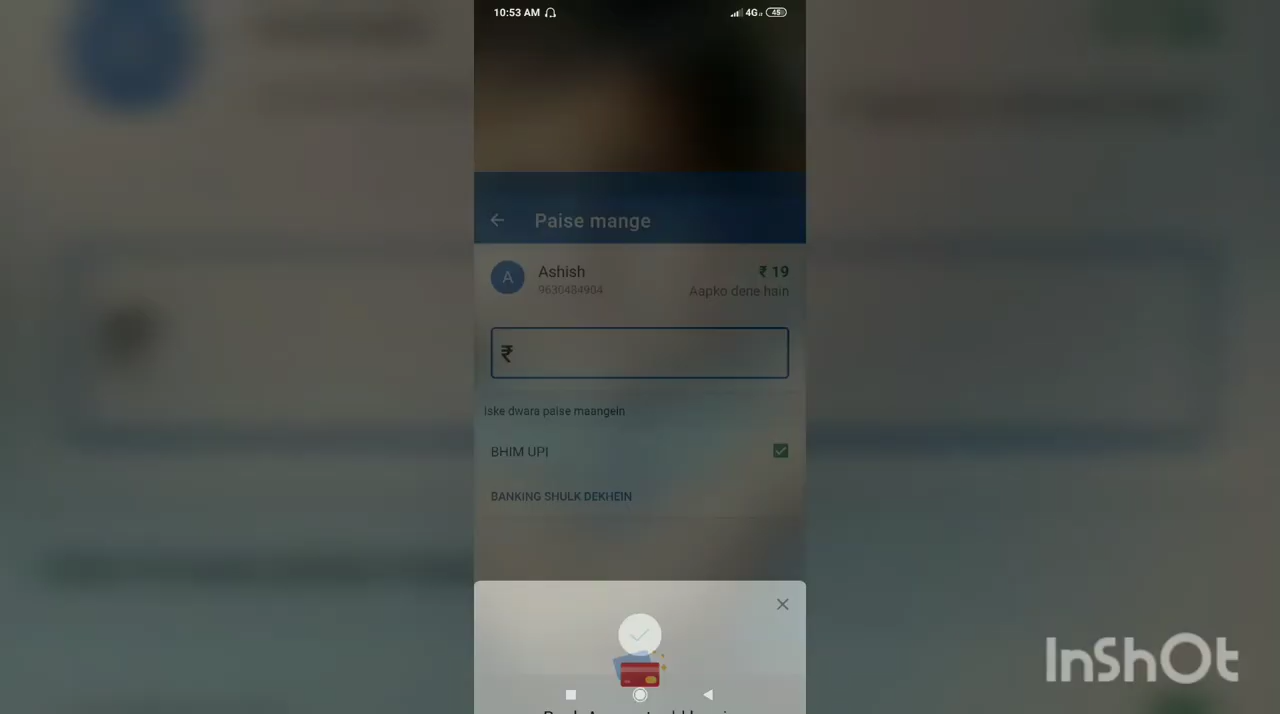 10:53 AM
4G
45
Paise mange
A
Ashish
₹ 19
9630484904
Aapko dene hain
₹
Iske dwara paise maangein
BHIM UPI
BANKING SHULK DEKHEIN
InShOt